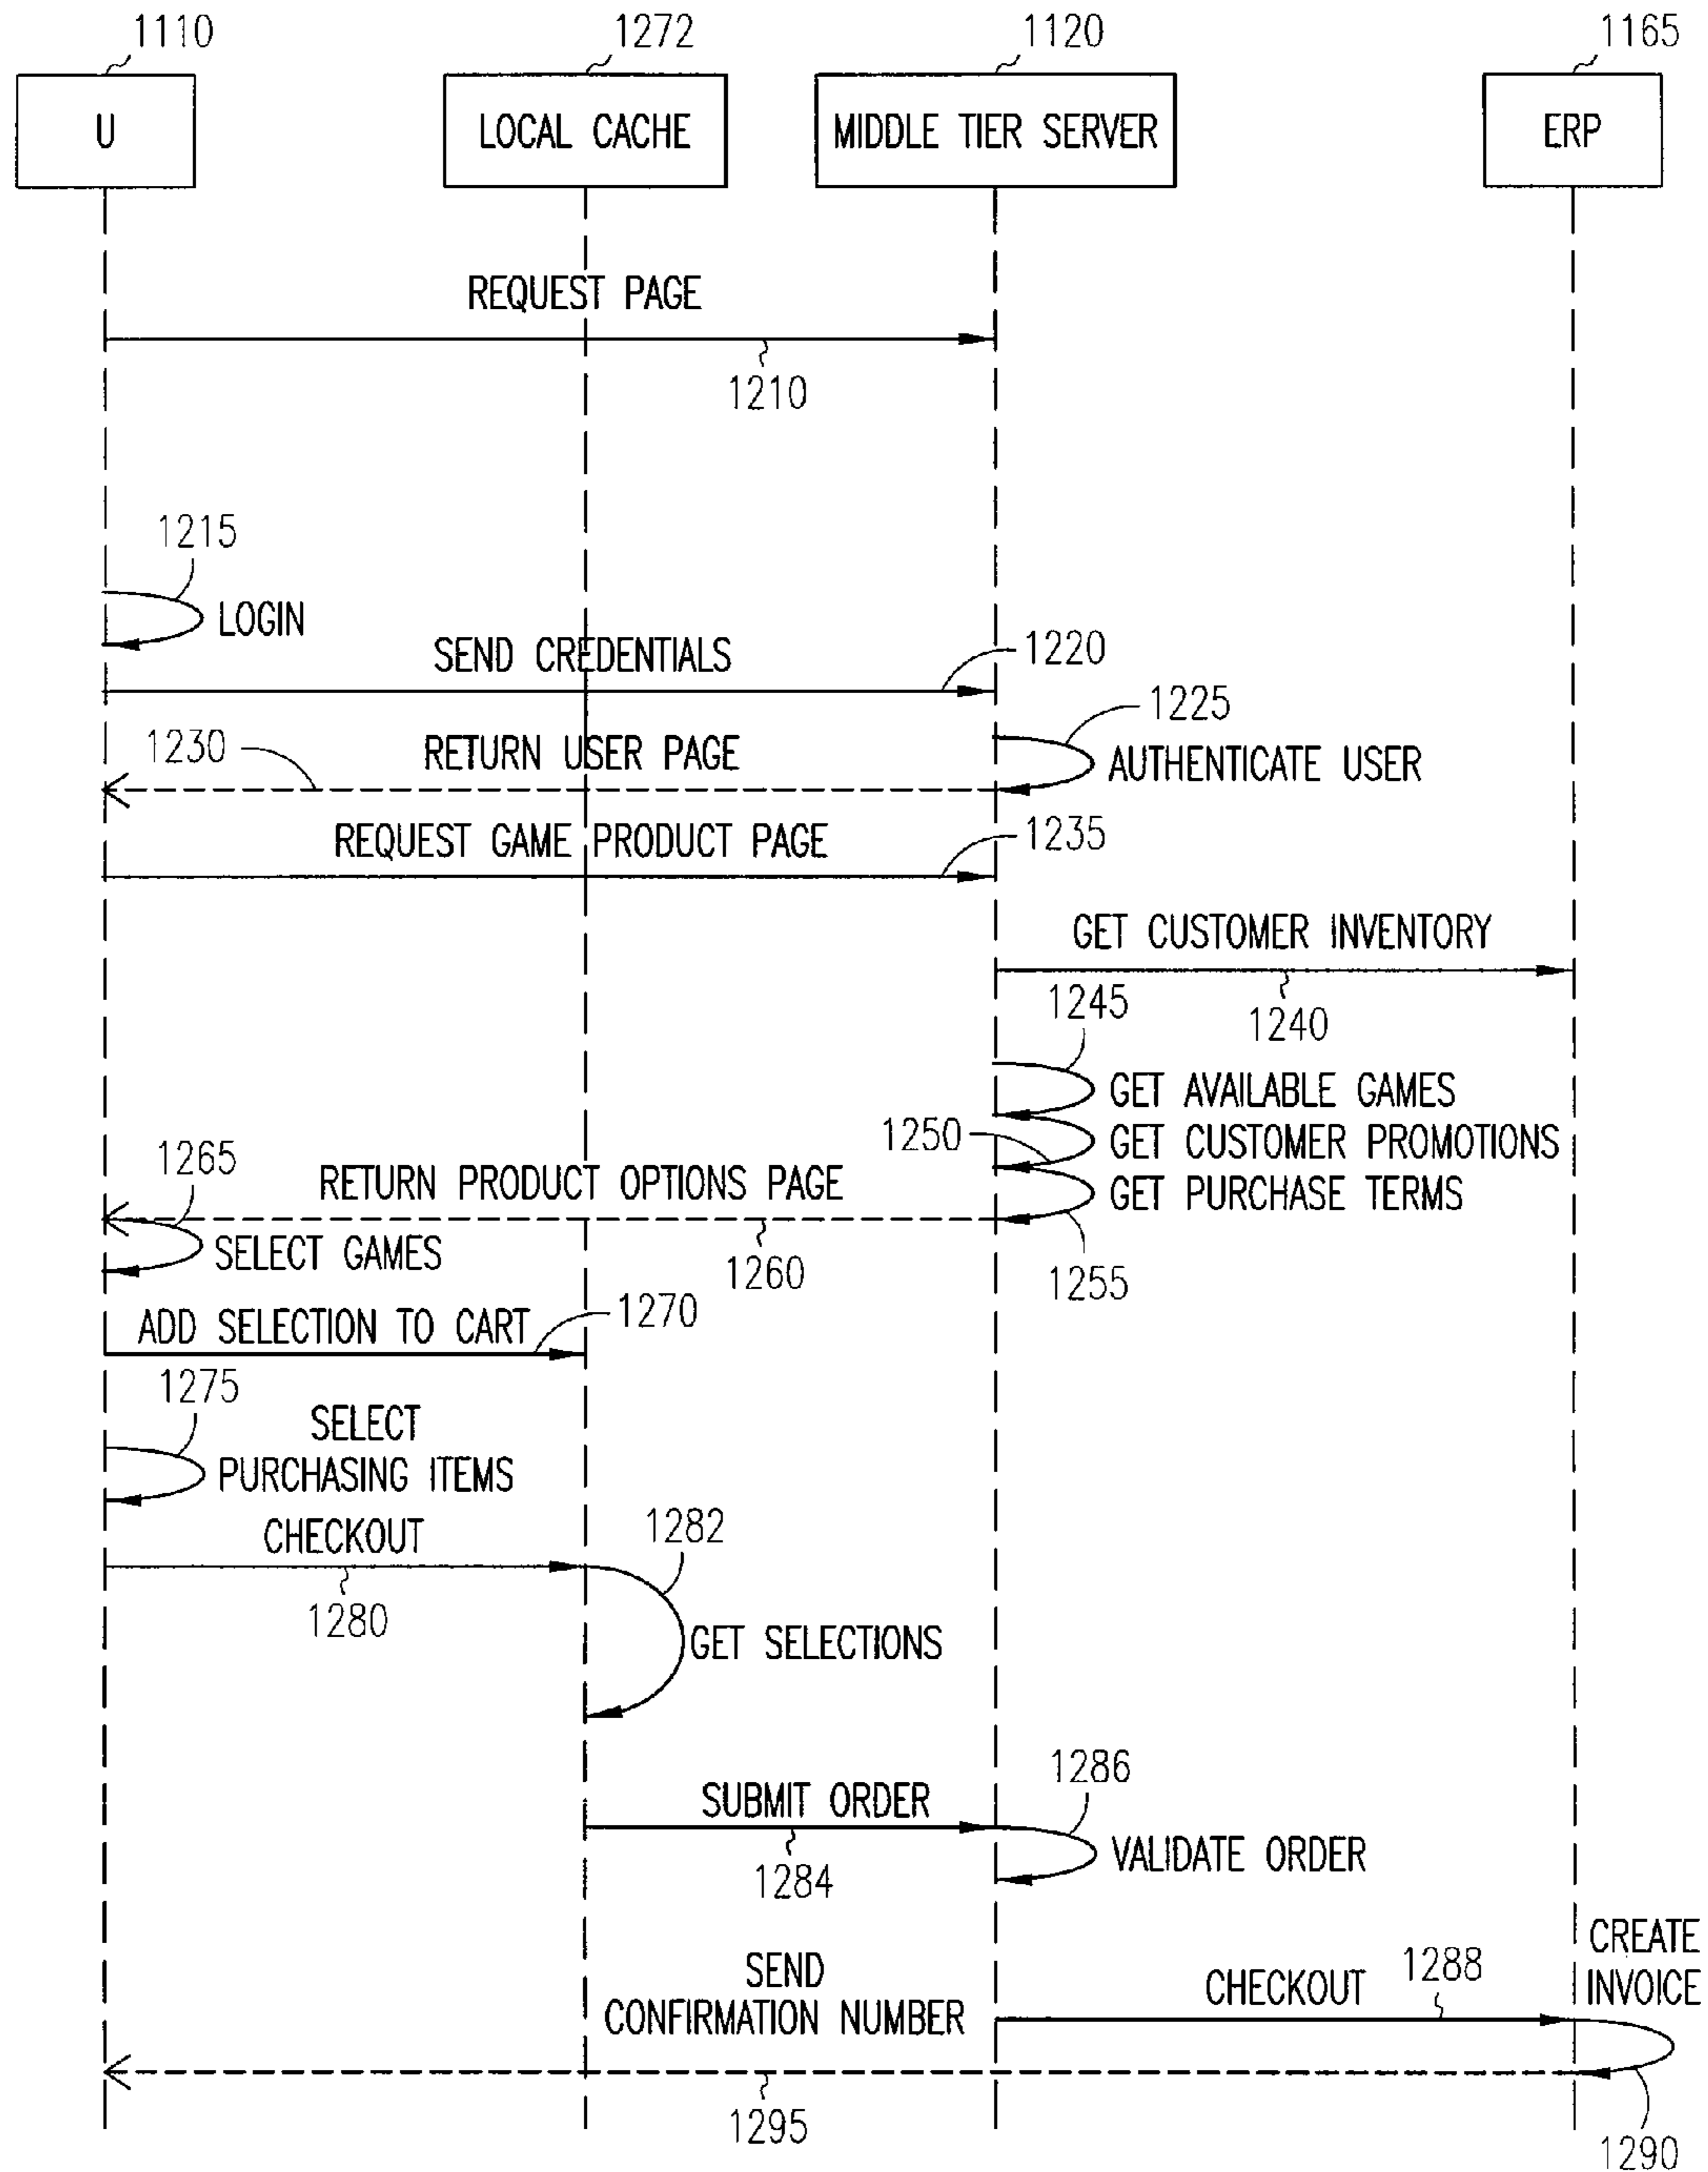 1110
1272
1120
1165
U
LOCAL CACHE
MIDDLE TIER SERVER
ERP
REQUEST PAGE
1210
1215
LOGIN
SEND CREDENTIALS
1220
1225
1230
RETURN USER PAGE
AUTHENTICATE USER
REQUEST GAME PRODUCT PAGE
1235
GET CUSTOMER INVENTORY
1240
1245
GET AVAILABLE GAMES
1250
GET CUSTOMER PROMOTIONS
1265
RETURN PRODUCT OPTIONS PAGE
GET PURCHASE TERMS
SELECT GAMES
1260
1255
ADD SELECTION TO CART
1270
1275
SELECT
PURCHASING ITEMS
CHECKOUT
1280
1282
GET SELECTIONS
SUBMIT ORDER
1284
1286
VALIDATE ORDER
SEND
CONFIRMATION NUMBER
CHECKOUT
1288
CREATE
INVOICE
1295
1290